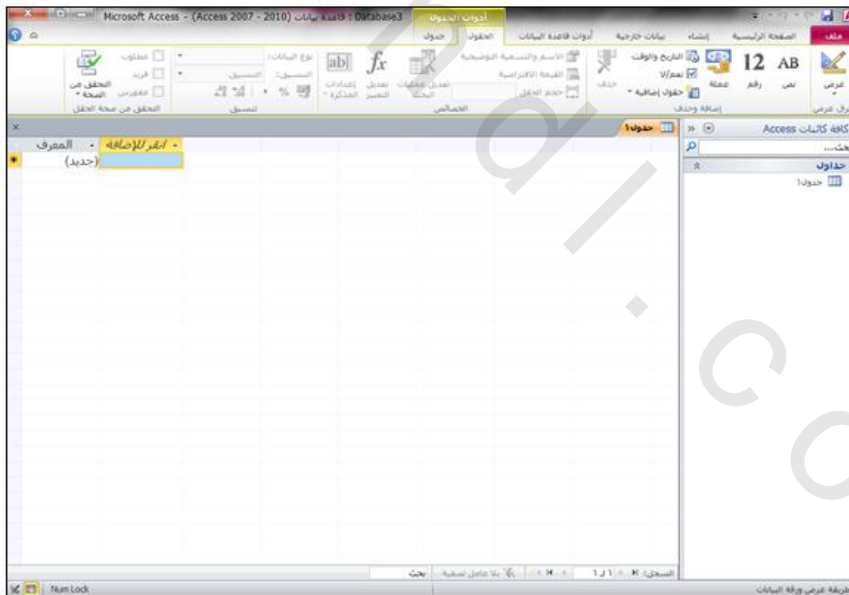 Microsoft Access - (Access 2007 - 2010) قاعدة بيانات : Database3
أدوات الجدول
ملف الصفحة الرئيسية إنشاء بيانات خارجية أدوات قاعدة البيانات الحقول جدول
عرض
AB نص
12 رقم
عملة
التاريخ والوقت
نعم/لا
حقول إضافية
حذف
الاسم والتسمية التوضيحية
القيمة الافتراضية
حجم الحقل
fx
ab|
تعديل التعبير
نوع البيانات:
التنسيق: التنسيق
% 
مطلوب
فريد
مفهرس
التحقق من الصحة
إضافة وحذف
الخصائص
تنسيق
التحقق من صحة الحقل
كافة كائنات Access
جداول
جدول1
جدول1
المعرف انقر للإضافة
(جديد)
السجل: 1 لـ 1 بلا عامل تصفية بحث
طريقة عرض ورقة البيانات
Num Lock